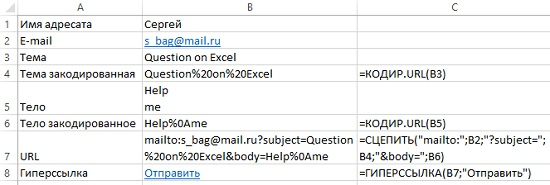 A B C
1 Имя адресата Сергей
2 E-mail s_bag@mail.ru
3 Тема Question on Excel
4 Тема закодированная Question%20on%20Excel =КОДИР.URL(B3)
Help
5 Тело me
6 Тело закодированное Help%0Ame =КОДИР.URL(B5)
mailto:s_bag@mail.ru?subject=Question =СЦЕПИТЬ("mailto:";B2;"?subject=";
7 URL %20on%20Excel&body=Help%0Ame B4;"&body=";B6)
8 Гиперссылка Отправить =ГИПЕРССЫЛКА(B7;"Отправить")